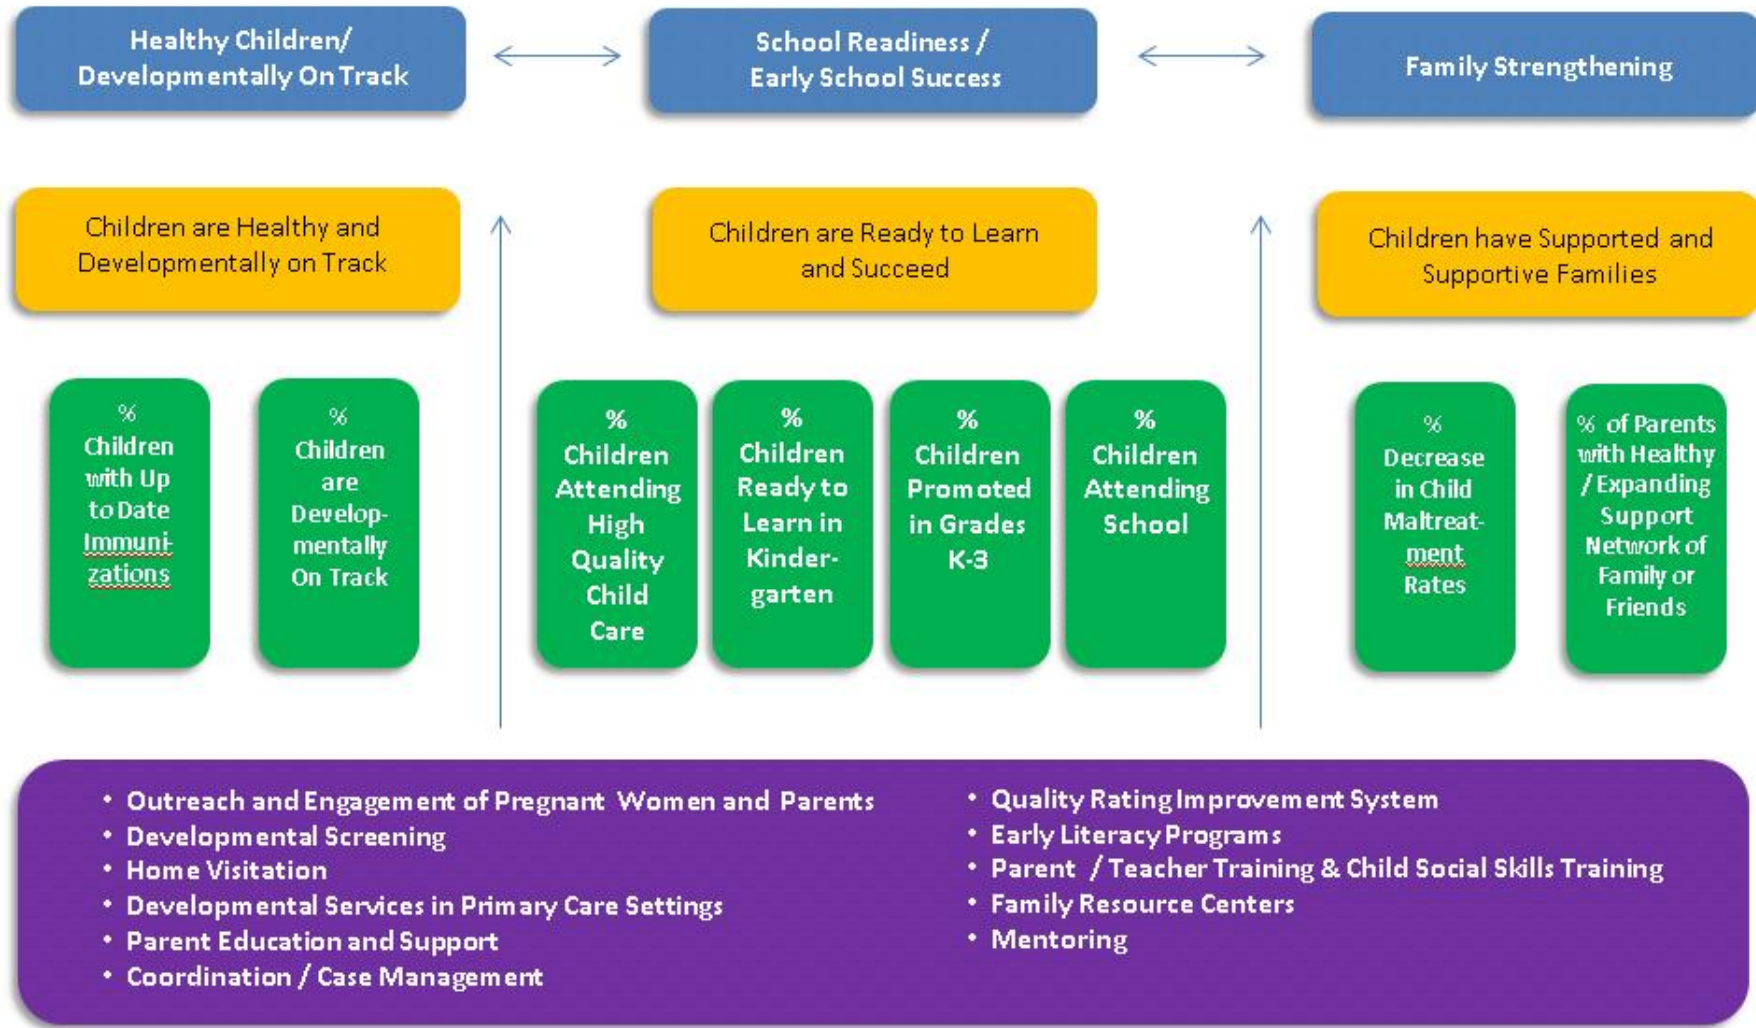 Healthy Children/
Developmentally On Track
School Readiness /
Early School Success
Family Strengthening
Children are Healthy and
Developmentally on Track
Children are Ready to Learn
and Succeed
Children have Supported and
Supportive Families
%
Children
with Up
to Date
Immuni-
zations
%
Children
are
Develop-
mentally
On Track
%
Children
Attending
High
Quality
Child
Care
%
Children
Ready to
Learn in
Kinder-
garten
%
Children
Promoted
in Grades
K-3
%
Children
Attending
School
%
Decrease
in Child
Maltreat-
ment
Rates
% of Parents
with Healthy
/ Expanding
Support
Network of
Family or
Friends
• Outreach and Engagement of Pregnant Women and Parents
• Developmental Screening
• Home Visitation
• Developmental Services in Primary Care Settings
• Parent Education and Support
• Coordination / Case Management
• Quality Rating Improvement System
• Early Literacy Programs
• Parent / Teacher Training & Child Social Skills Training
• Family Resource Centers
• Mentoring